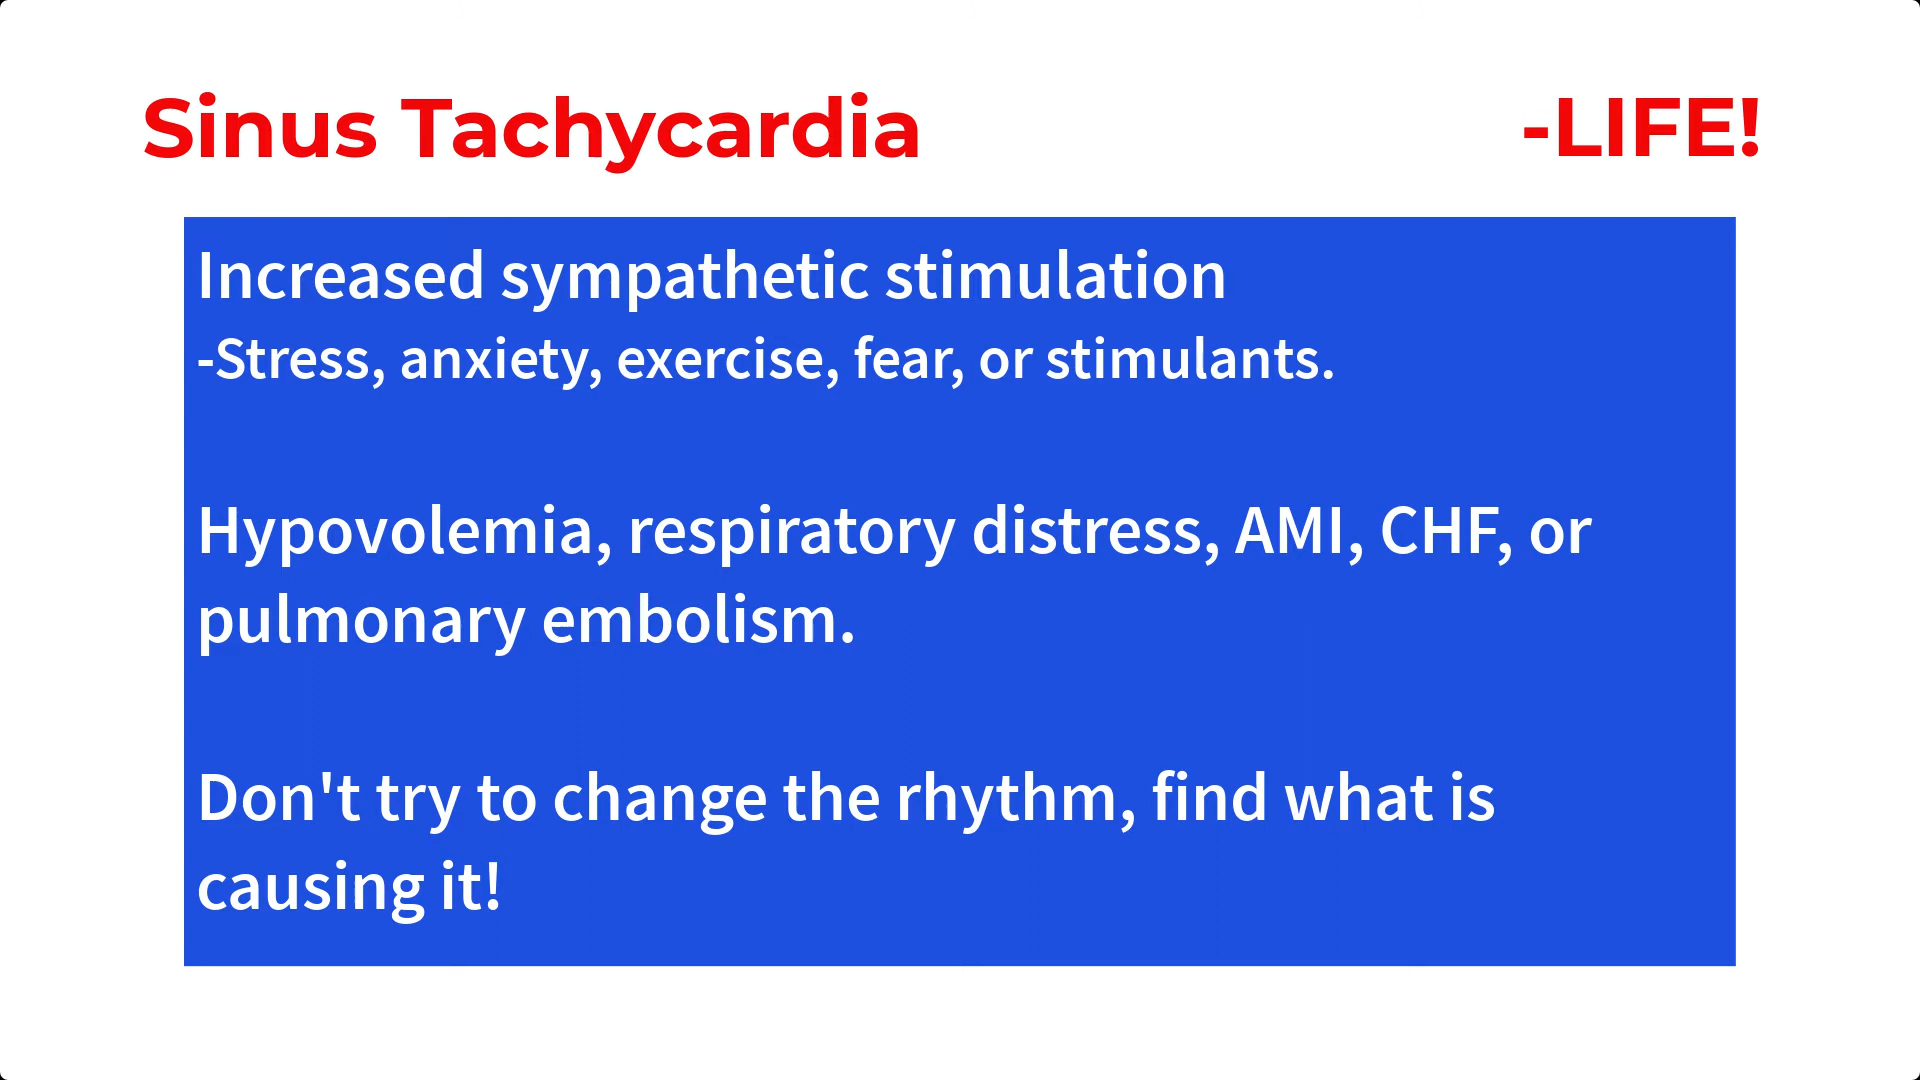 Sinus Tachycardia -LIFE!
Increased sympathetic stimulation
-Stress, anxiety, exercise, fear, or stimulants.
Hypovolemia, respiratory distress, AMI, CHF, or
pulmonary embolism.
Don't try to change the rhythm, find what is
causing it!